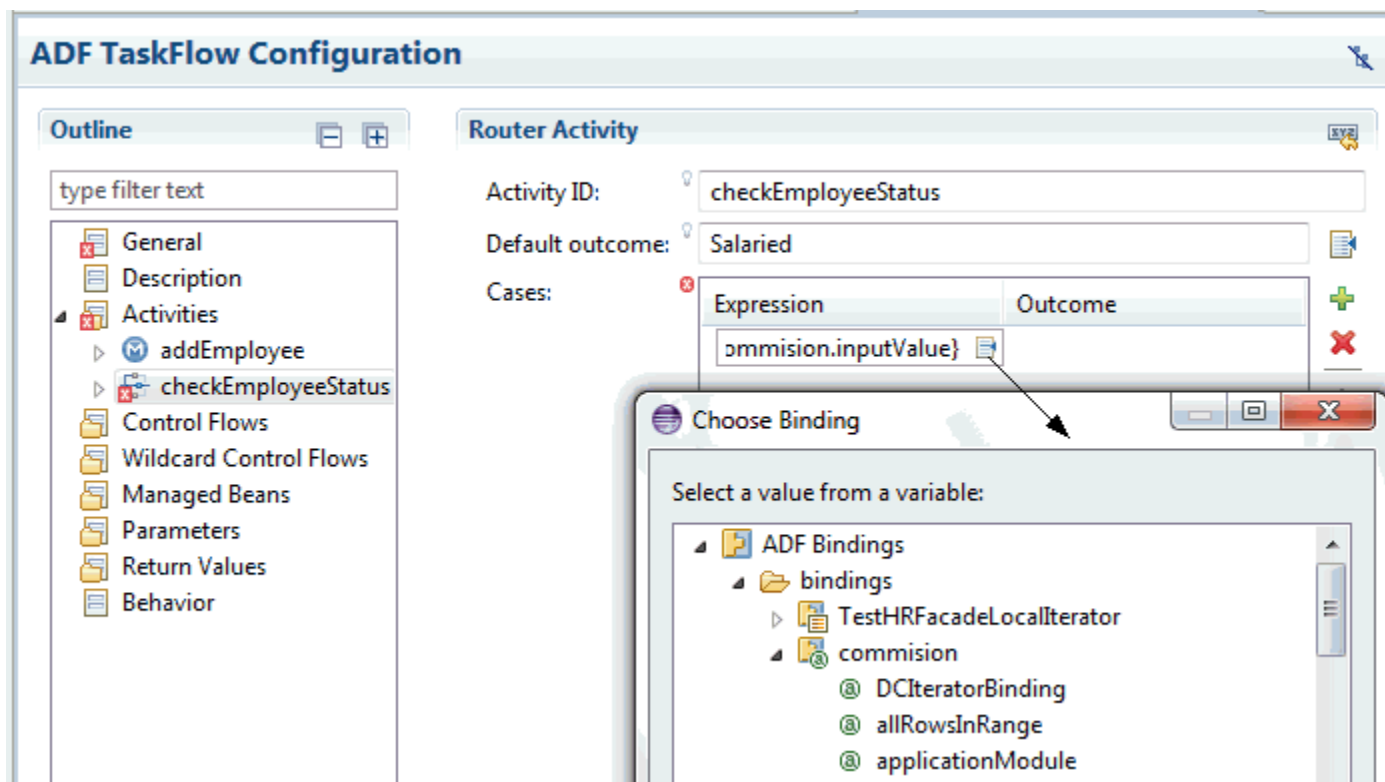 ADF TaskFlow Configuration
Outline
type filter text
General
Description
Activities
addEmployee
checkEmployeeStatus
Control Flows
Wildcard Control Flows
Managed Beans
Parameters
Return Values
Behavior
Router Activity
Activity ID: checkEmployeeStatus
Default outcome: Salaried
Cases:
Expression Outcome
ommision.inputValue}
Choose Binding
Select a value from a variable:
ADF Bindings
bindings
TestHRFacadeLocalIterator
commision
DCIteratorBinding
allRowsInRange
applicationModule